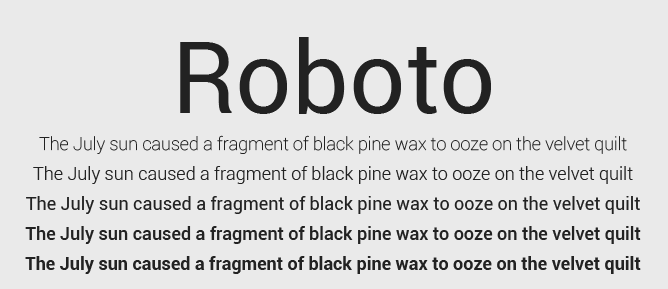 Roboto
The July sun caused a fragment of black pine wax to ooze on the velvet quilt
The July sun caused a fragment of black pine wax to ooze on the velvet quilt
The July sun caused a fragment of black pine wax to ooze on the velvet quilt
The July sun caused a fragment of black pine wax to ooze on the velvet quilt
The July sun caused a fragment of black pine wax to ooze on the velvet quilt